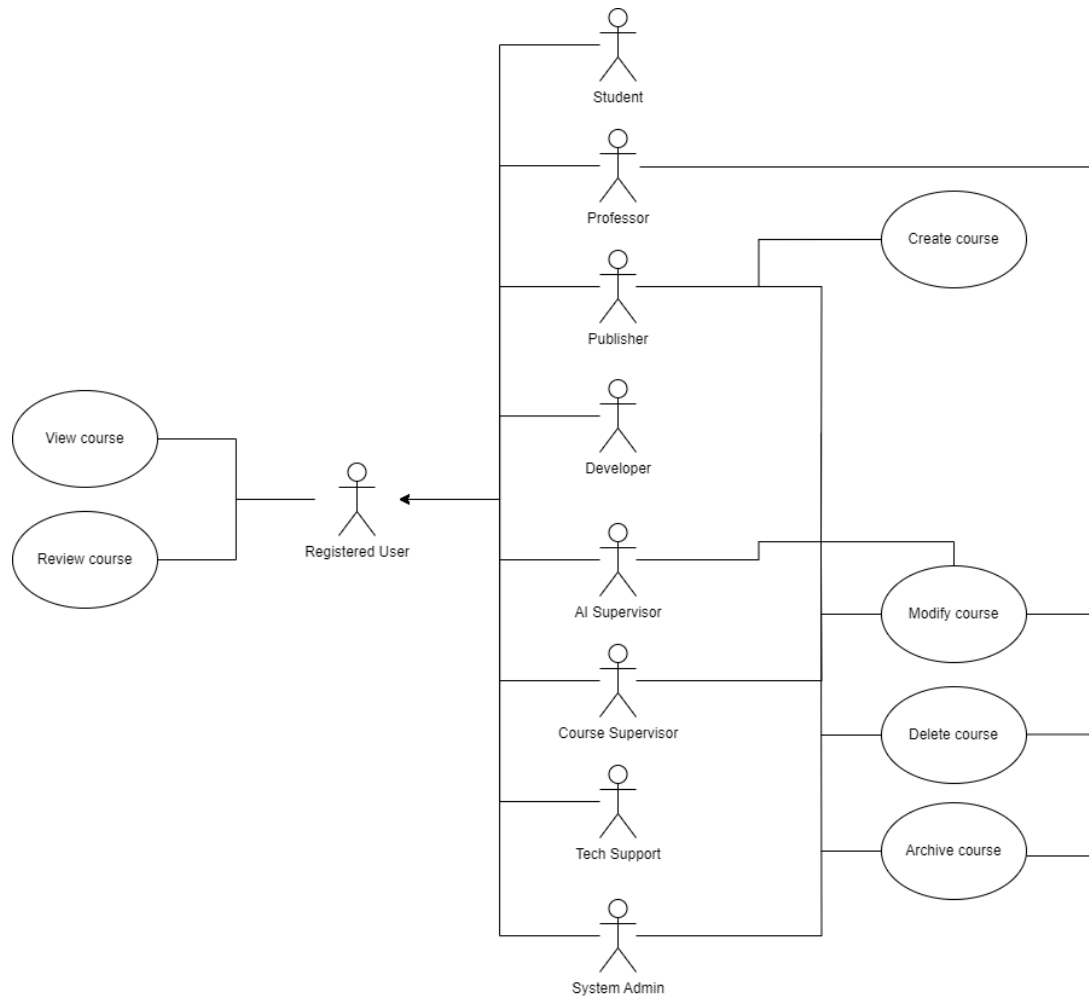 Student
Professor
Create course
Publisher
View course
Developer
Registered User
Review course
AI Supervisor
Modify course
Course Supervisor
Delete course
Tech Support
Archive course
System Admin